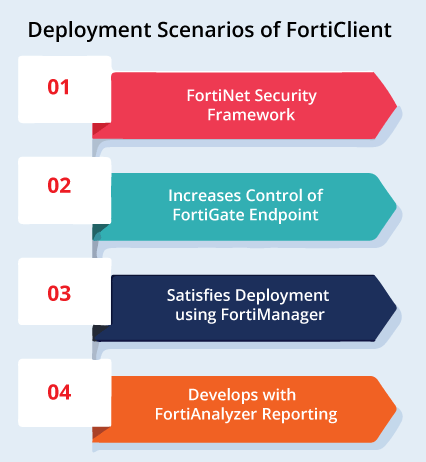 Deployment Scenarios of FortiClient
01
FortiNet Security
Framework
02
Increases Control of
FortiGate Endpoint
03
Satisfies Deployment
using FortiManager
04
Develops with
FortiAnalyzer Reporting